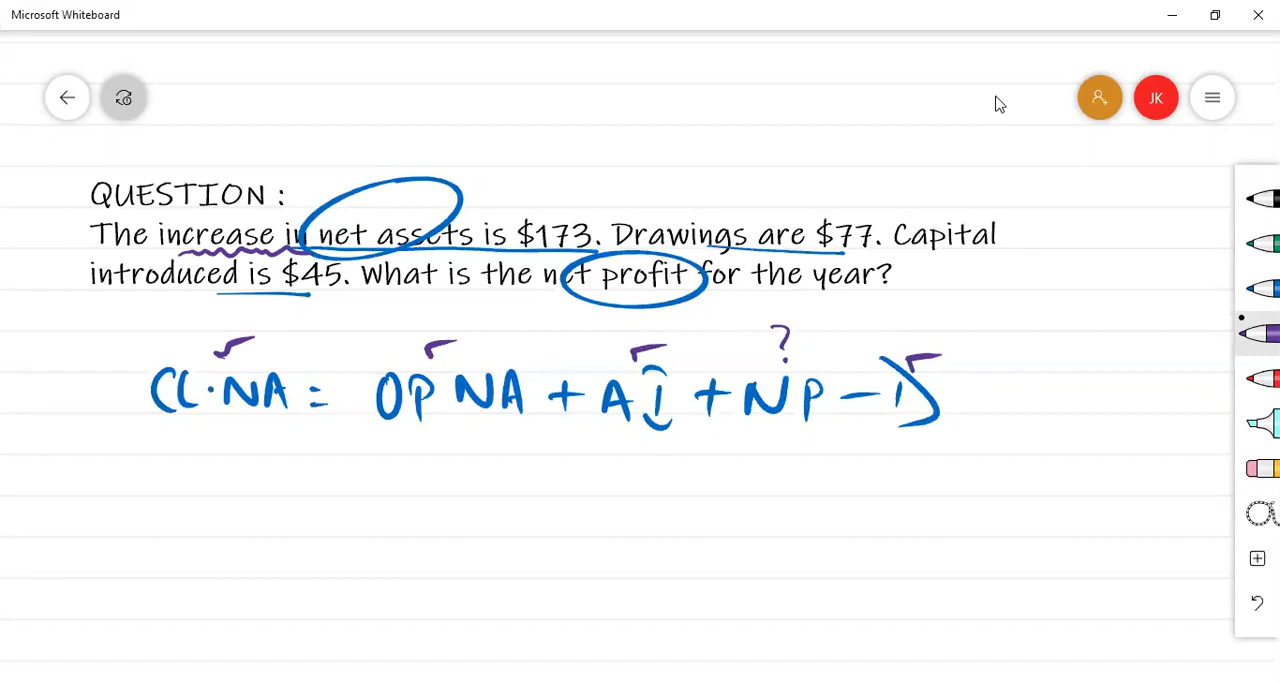 Microsoft Whiteboard
JK
QUESTION :
The increase in net assets is $173. Drawings are $77. Capital
introduced is $45. What is the net profit for the year?
?
CL.NA = OP NA + AI + NP - D